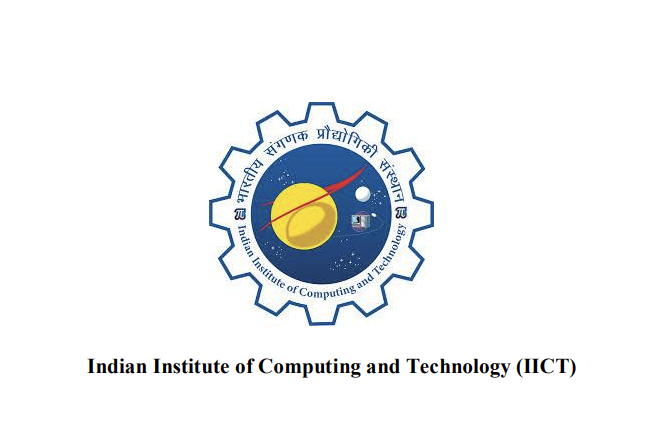 भारतीय संगणक प्रौद्योगिकी संस्थान
π π
Indian Institute of Computing and Technology
Indian Institute of Computing and Technology (IICT)